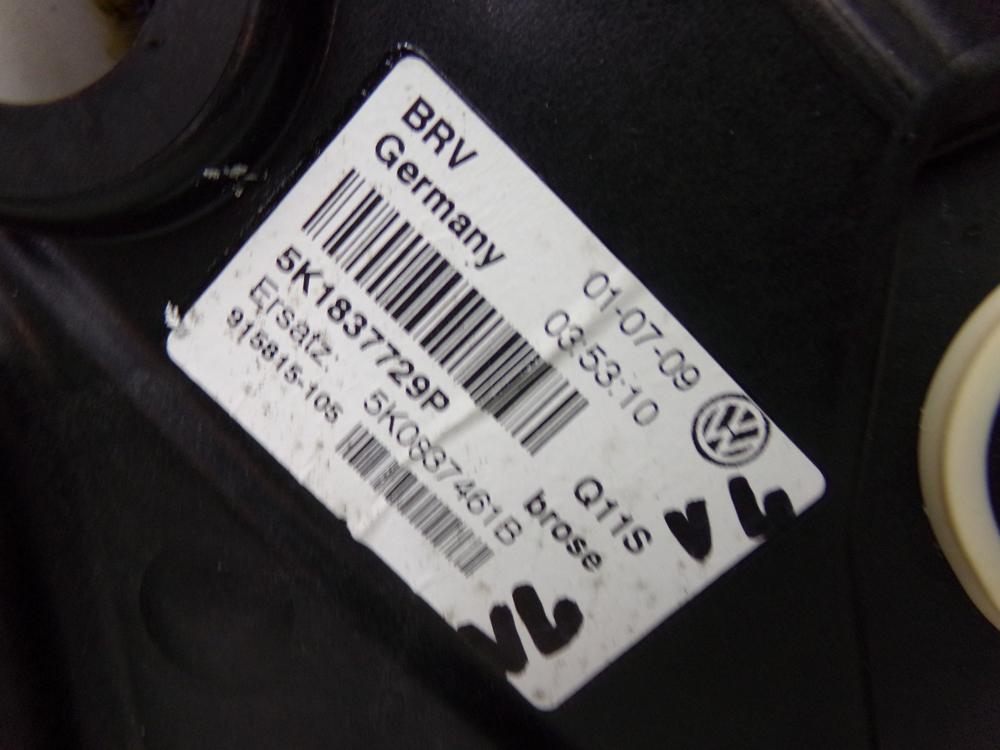 BRV
Germany
01-07-09
03:53:10
5K1837729P
Ersatz: 5K0837461B
915815-105
Q11S
brose
VL
VL